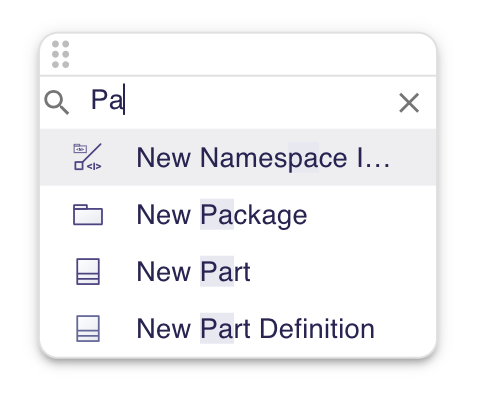 Pa
New Namespace I...
New Package
New Part
New Part Definition